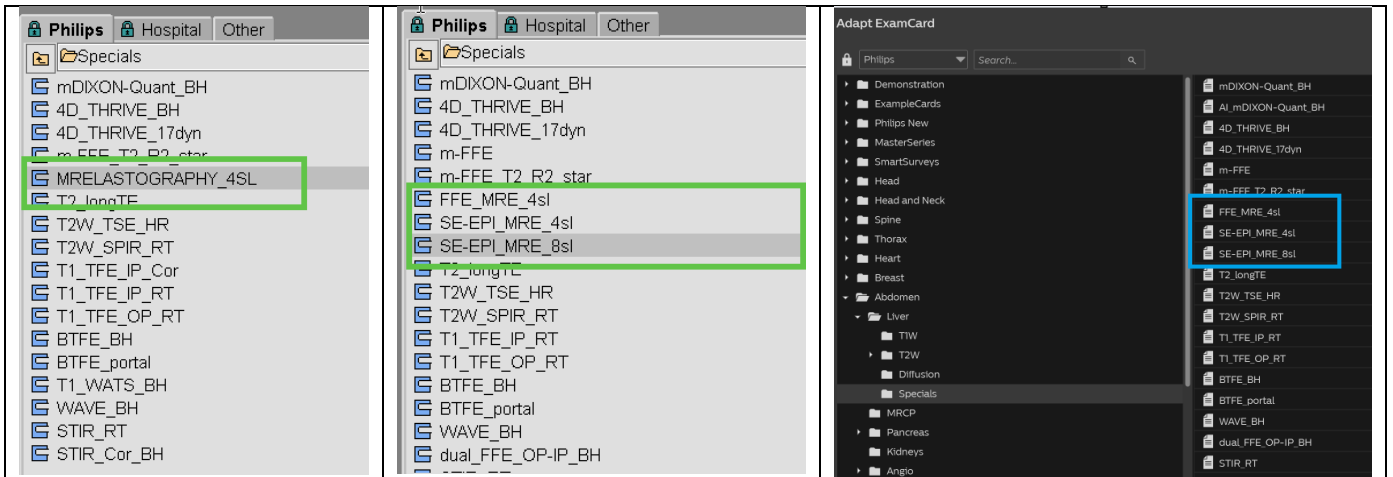 Philips Hospital Other
Specials
mDIXON-Quant_BH
4D_THRIVE_BH
4D_THRIVE_17dyn
m-FFE_T2_R2_star
MRELASTOGRAPHY_4SL
T2_longTE
T2W_TSE_HR
T2W_SPIR_RT
T1_TFE_IP_Cor
T1_TFE_IP_RT
T1_TFE_OP_RT
BTFE_BH
BTFE_portal
T1_WATS_BH
WAVE_BH
STIR_RT
STIR_Cor_BH
Philips Hospital Other
Specials
mDIXON-Quant_BH
4D_THRIVE_BH
4D_THRIVE_17dyn
m-FFE
m-FFE_T2_R2_star
FFE_MRE_4sl
SE-EPI_MRE_4sl
SE-EPI_MRE_8sl
T2_longTE
T2W_TSE_HR
T2W_SPIR_RT
T1_TFE_IP_RT
T1_TFE_OP_RT
BTFE_BH
BTFE_portal
WAVE_BH
dual_FFE_OP-IP_BH
Adapt ExamCard
Philips Search...
Demonstration
ExampleCards
Philips New
MasterSeries
SmartSurveys
Head
Head and Neck
Spine
Thorax
Heart
Breast
Abdomen
Liver
T1W
T2W
Diffusion
Specials
MRCP
Pancreas
Kidneys
Angio
mDIXON-Quant_BH
AI_mDIXON-Quant_BH
4D_THRIVE_BH
4D_THRIVE_17dyn
m-FFE
m-FFE_T2_R2_star
FFE_MRE_4sl
SE-EPI_MRE_4sl
SE-EPI_MRE_8sl
T2_longTE
T2W_TSE_HR
T2W_SPIR_RT
T1_TFE_IP_RT
T1_TFE_OP_RT
BTFE_BH
BTFE_portal
WAVE_BH
dual_FFE_OP-IP_BH
STIR_RT